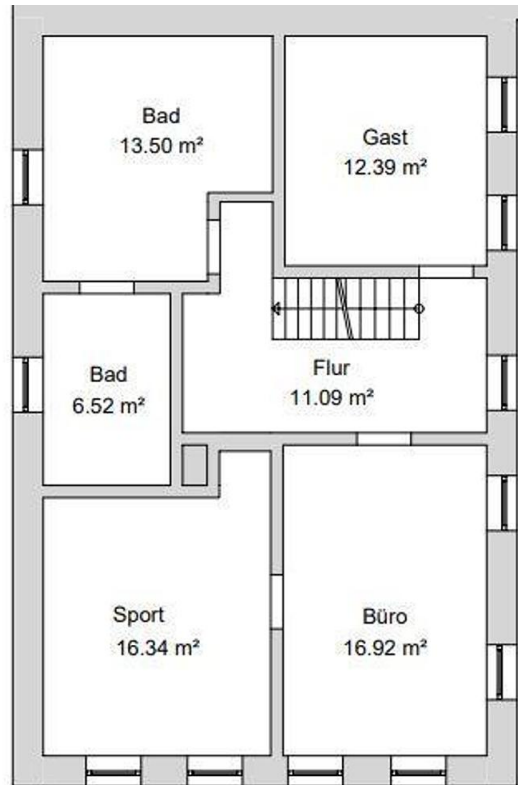 Bad
13.50 m²
Gast
12.39 m²
Bad
6.52 m²
Flur
11.09 m²
Sport
16.34 m²
Büro
16.92 m²